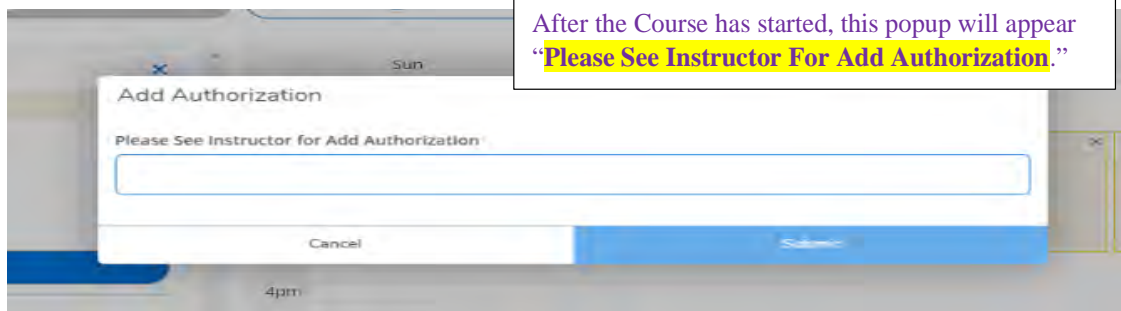 After the Course has started, this popup will appear
“Please See Instructor For Add Authorization.”
Sun
Add Authorization
Please See Instructor for Add Authorization
Cancel
Submit
4pm